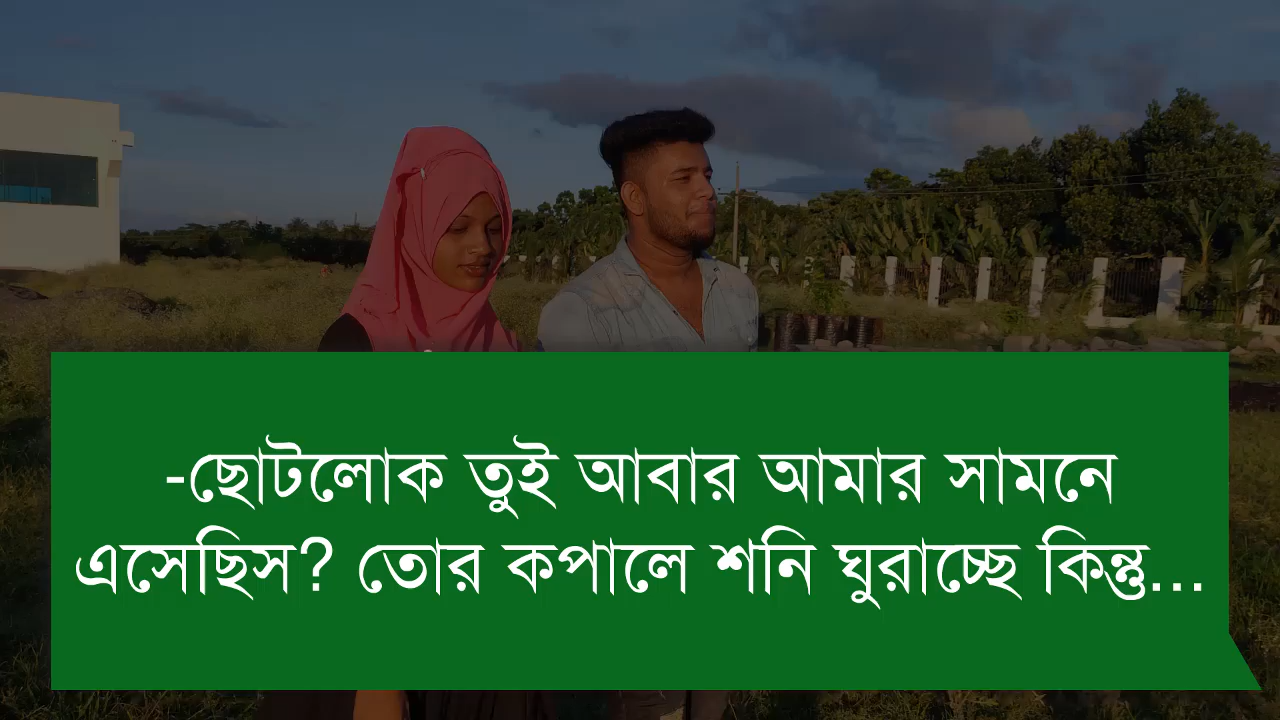 -ছোটলোক তুই আবার আমার সামনে
এসেছিস? তোর কপালে শনি ঘুরাচ্ছে কিন্তু...